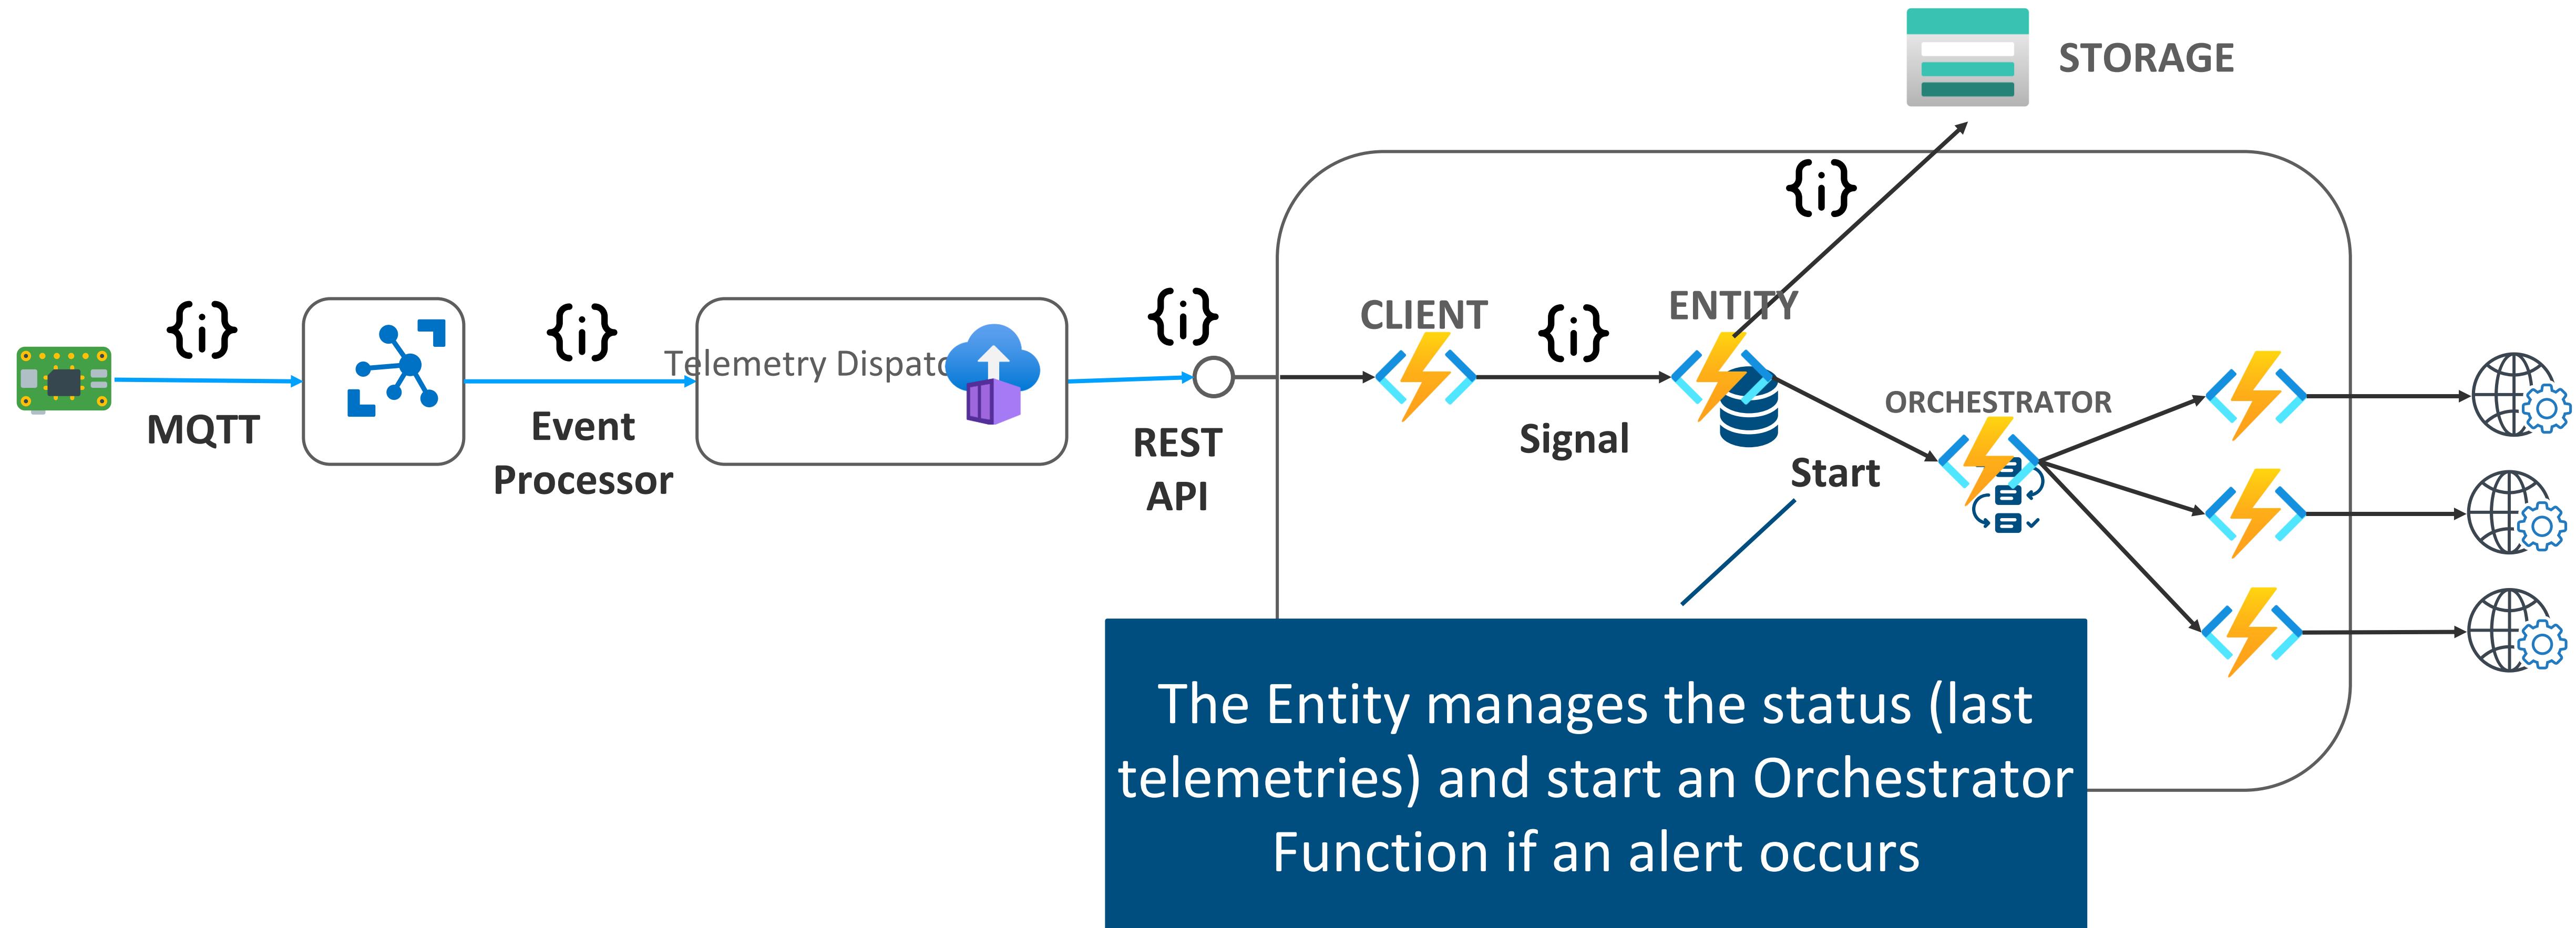 STORAGE
{i}
{i}
MQTT
{i}
Event
Processor
Telemetry
{i}
REST
API
CLIENT
{i}
Signal
ENTITY
Start
ORCHESTRATOR
The Entity manages the status (last
telemetries) and start an Orchestrator
Function if an alert occurs